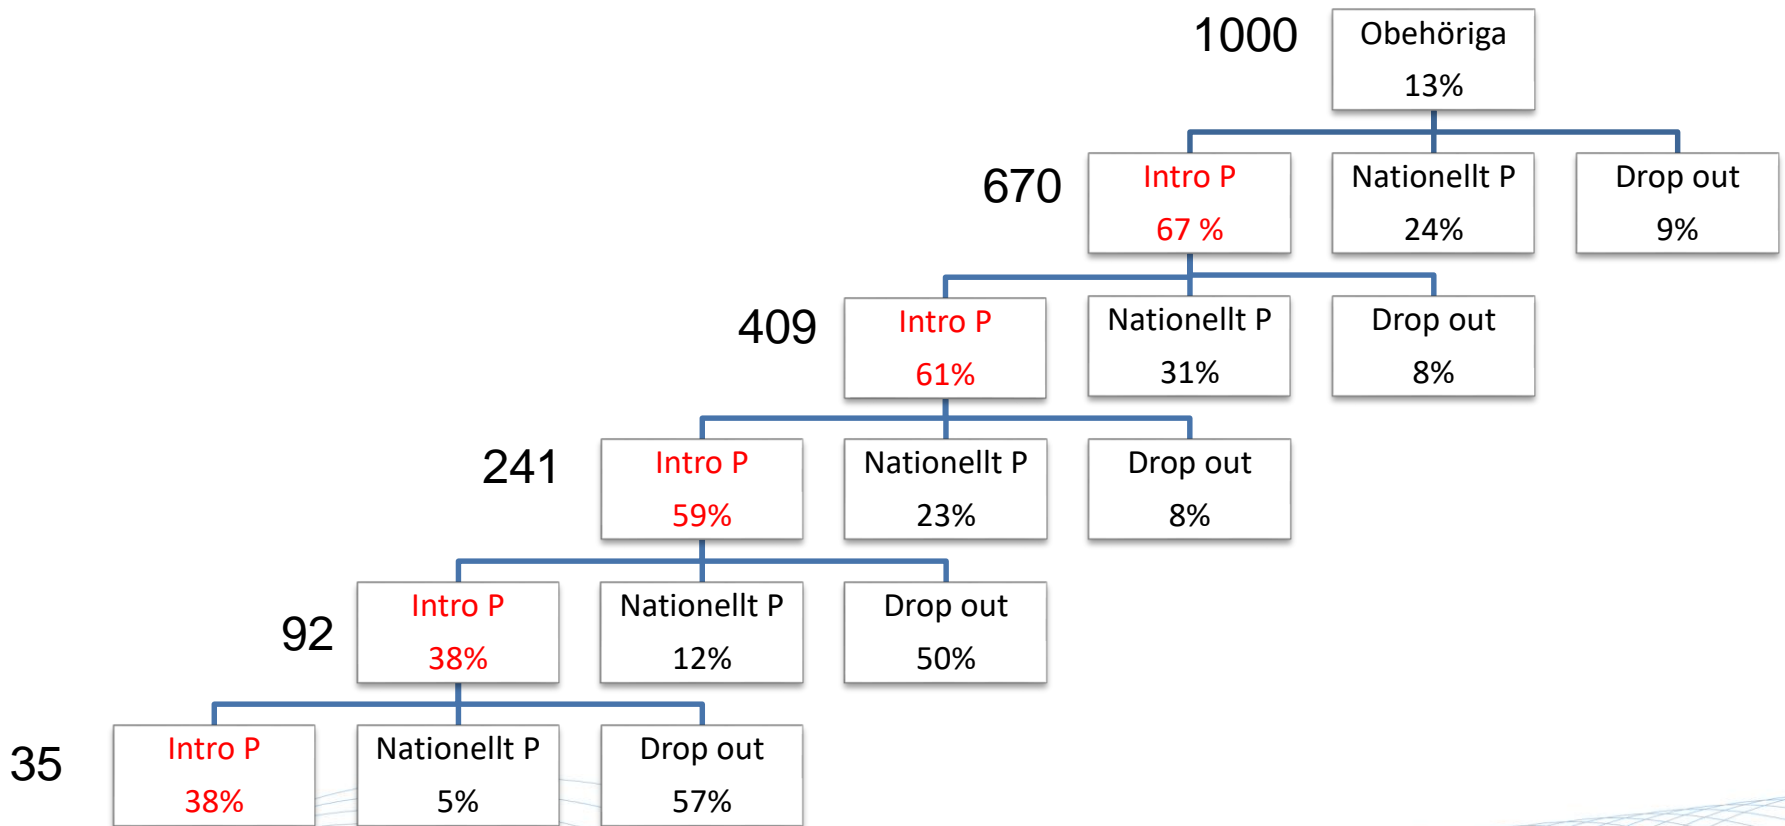 1000
Obehöriga
13%
670
Intro P
67 %
Nationellt P
24%
Drop out
9%
409
Intro P
61%
Nationellt P
31%
Drop out
8%
241
Intro P
59%
Nationellt P
23%
Drop out
8%
92
Intro P
38%
Nationellt P
12%
Drop out
50%
35
Intro P
38%
Nationellt P
5%
Drop out
57%